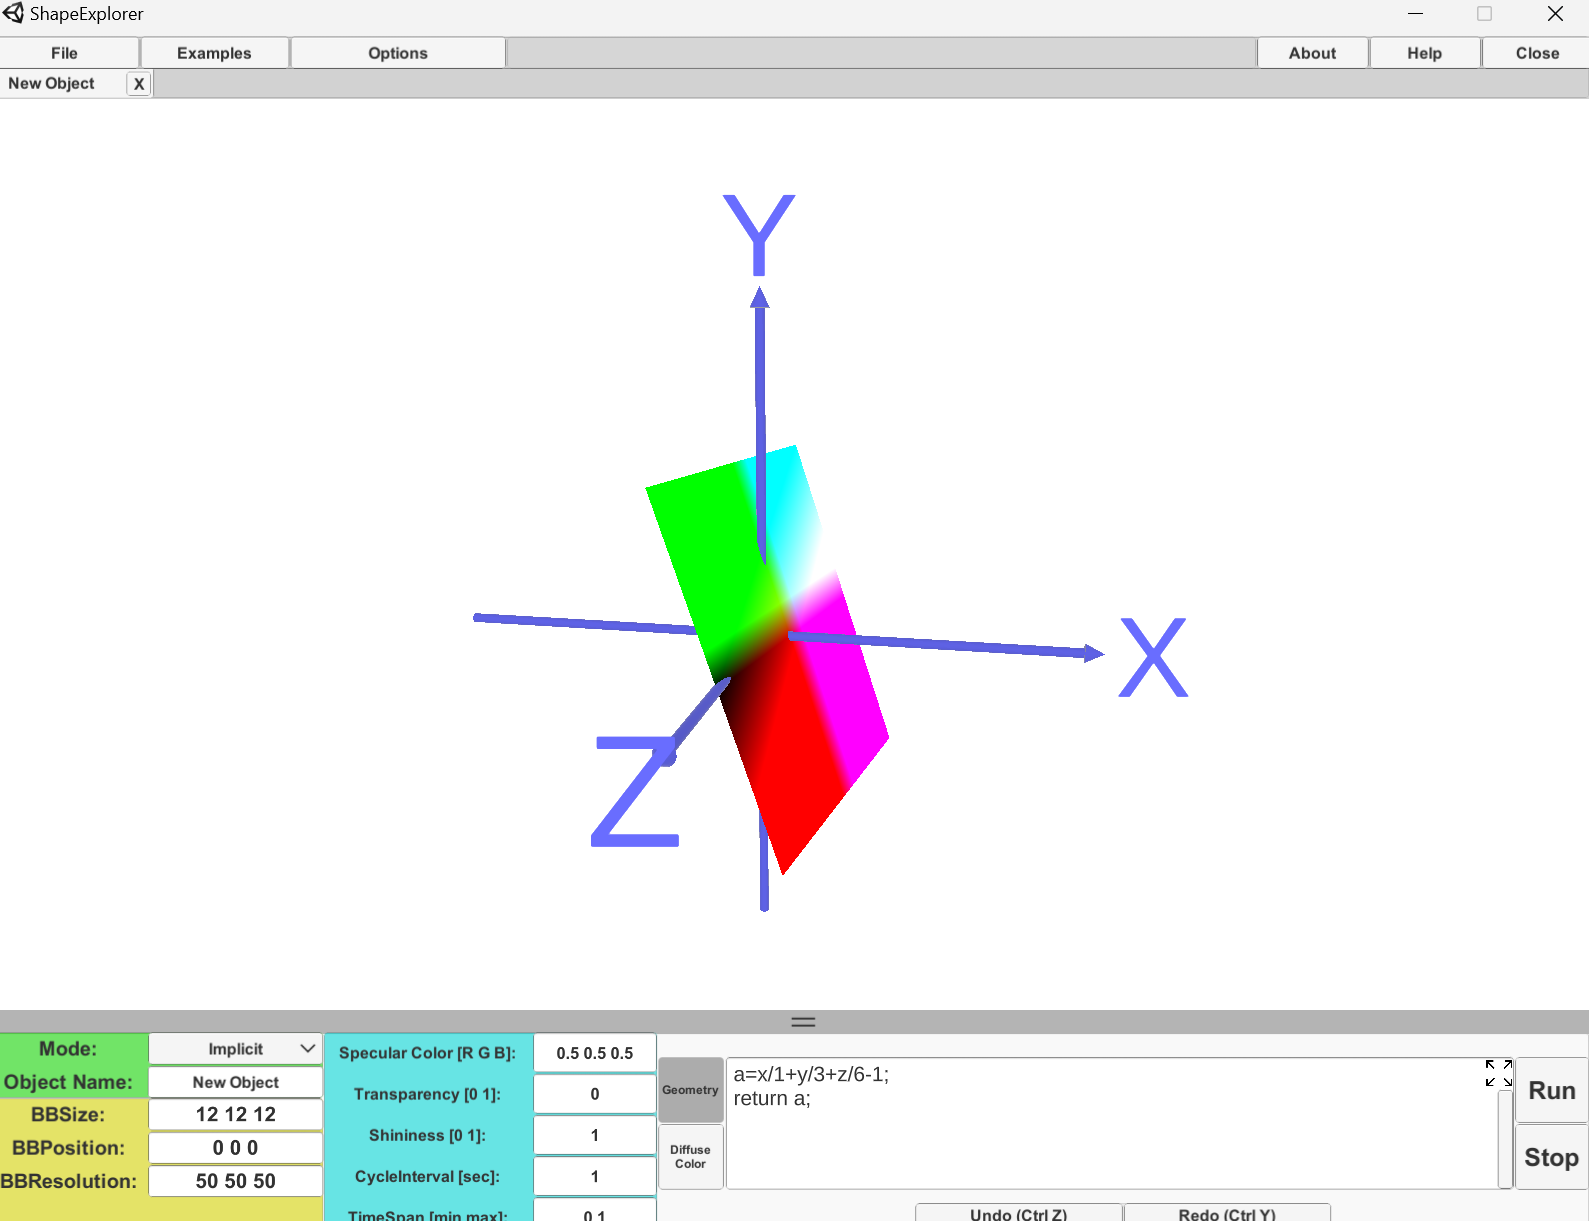 ShapeExplorer
File Examples Options About Help Close
New Object X
Y
X
Z
Mode: Implicit
Object Name: New Object
BBSize: 12 12 12
BBPosition: 0 0 0
BBResolution: 50 50 50
Specular Color [R G B]: 0.5 0.5 0.5
Transparency [0 1]: 0
Shininess [0 1]: 1
CycleInterval [sec]: 1
TimeSpan [min max]: 0 1
Geometry
Diffuse
Color
a=x/1+y/3+z/6-1;
return a;
Run
Stop
Undo (Ctrl Z) Redo (Ctrl Y)